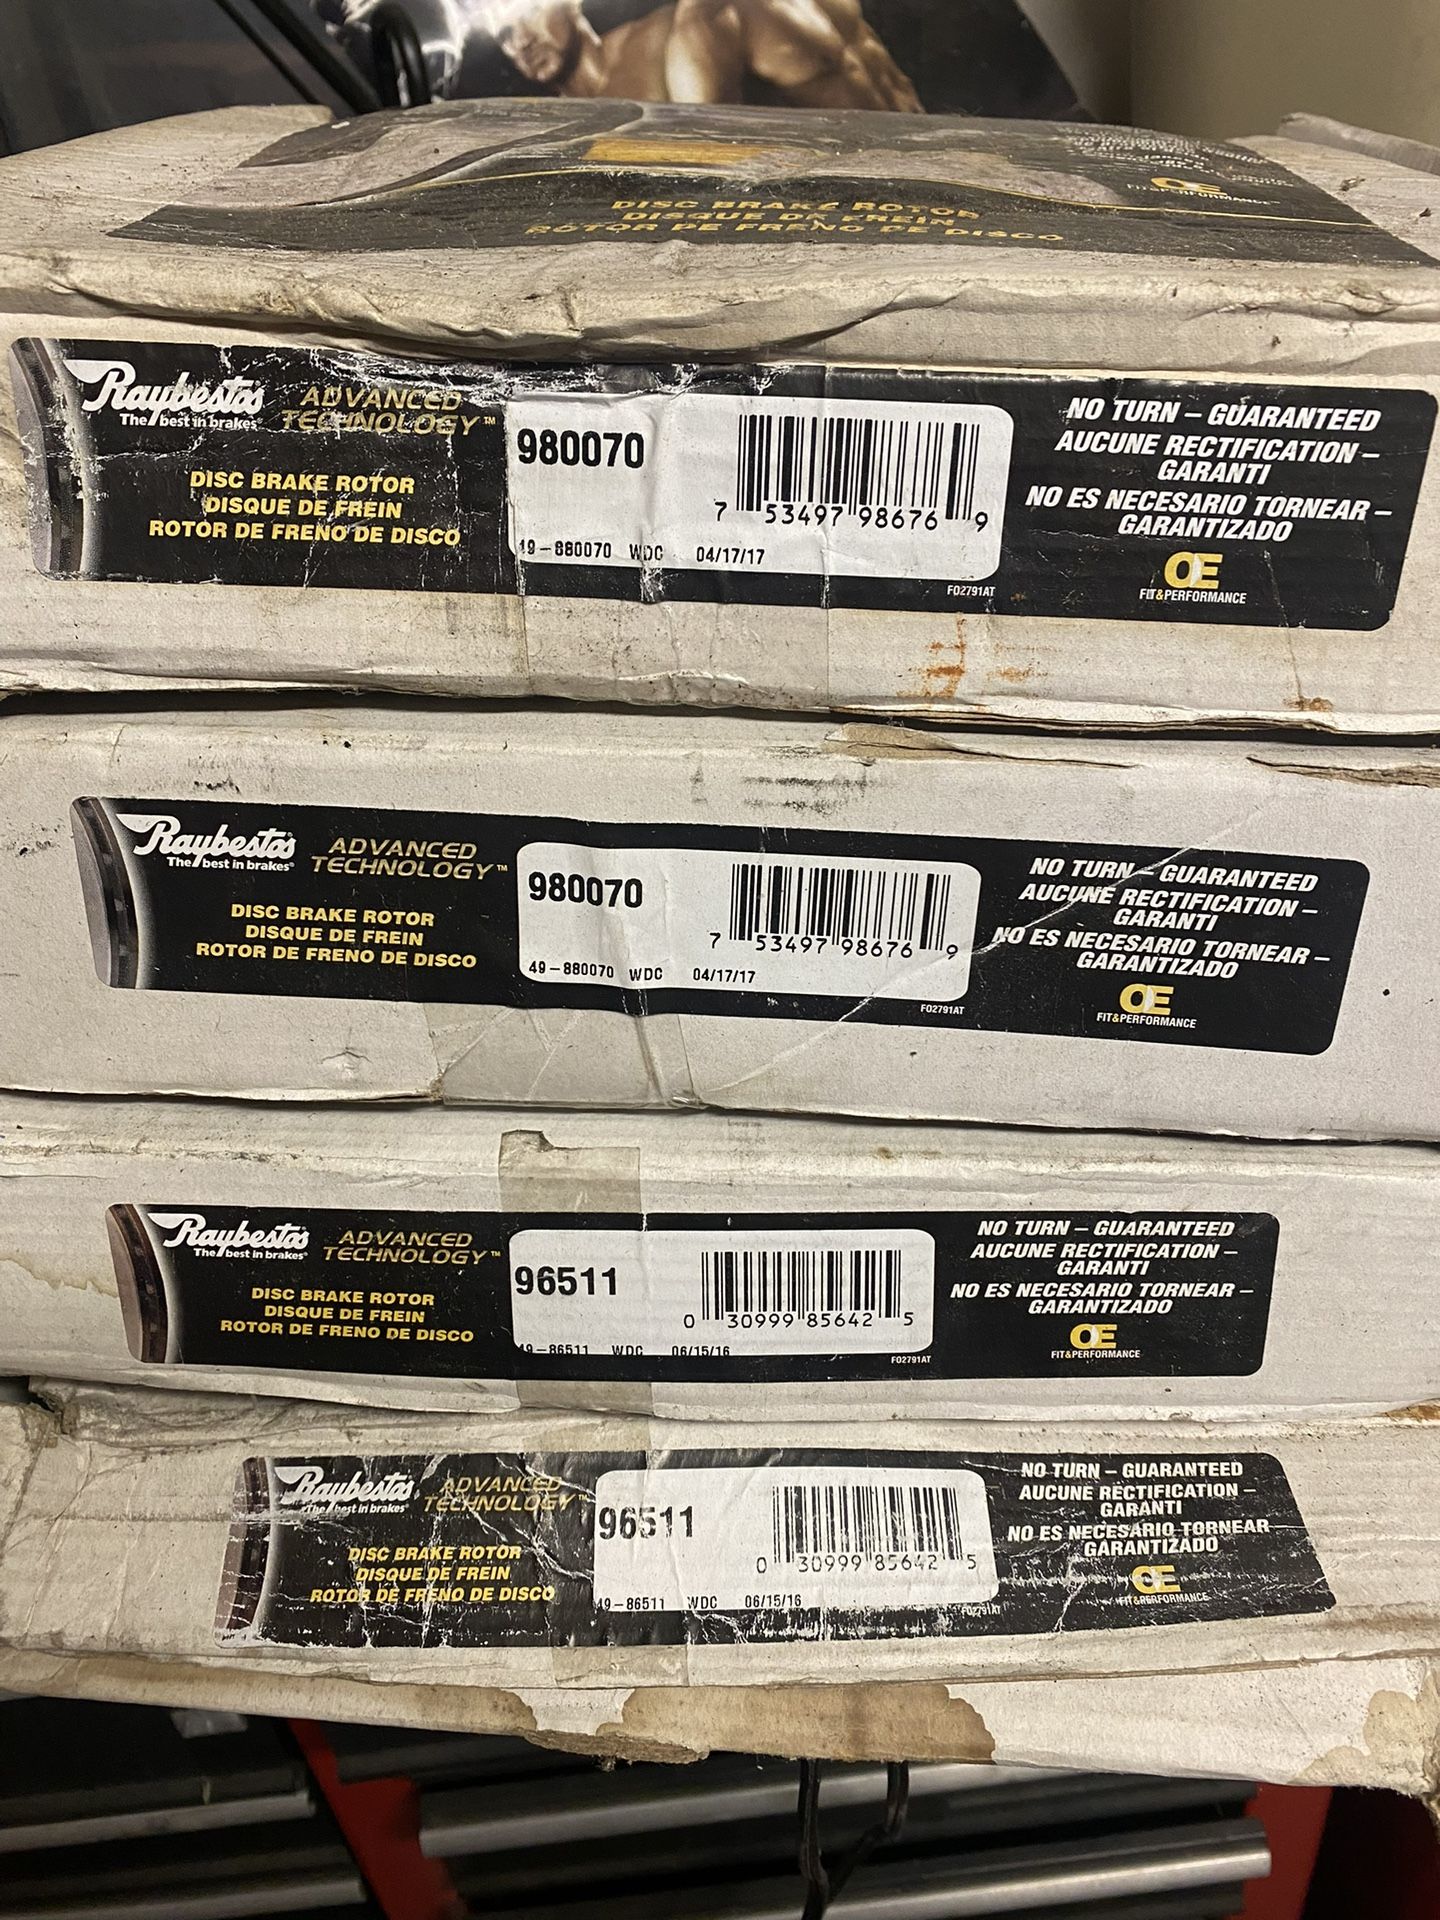 OE
FIT&PERFORMANCE™
DISC BRAKE ROTOR
DISQUE DE FREIN
ROTOR DE FRENO DE DISCO
Raybestos
The best in brakes®
ADVANCED
TECHNOLOGY™
DISC BRAKE ROTOR
DISQUE DE FREIN
ROTOR DE FRENO DE DISCO
980070
7 53497 98676 9
49-880070 WDC 04/17/17
FO2791AT
NO TURN – GUARANTEED
AUCUNE RECTIFICATION –
GARANTI
NO ES NECESARIO TORNEAR –
GARANTIZADO
OE
FIT&PERFORMANCE
Raybestos
The best in brakes®
ADVANCED
TECHNOLOGY™
DISC BRAKE ROTOR
DISQUE DE FREIN
ROTOR DE FRENO DE DISCO
980070
7 53497 98676 9
49-880070 WDC 04/17/17
FO2791AT
NO TURN – GUARANTEED
AUCUNE RECTIFICATION –
GARANTI
NO ES NECESARIO TORNEAR –
GARANTIZADO
OE
FIT&PERFORMANCE
Raybestos
The best in brakes®
ADVANCED
TECHNOLOGY™
DISC BRAKE ROTOR
DISQUE DE FREIN
ROTOR DE FRENO DE DISCO
96511
0 30999 85642 5
49-86511 WDC 06/15/16
FO2791AT
NO TURN – GUARANTEED
AUCUNE RECTIFICATION –
GARANTI
NO ES NECESARIO TORNEAR –
GARANTIZADO
OE
FIT&PERFORMANCE
Raybestos
The best in brakes®
ADVANCED
TECHNOLOGY™
DISC BRAKE ROTOR
DISQUE DE FREIN
ROTOR DE FRENO DE DISCO
96511
0 30999 85642 5
49-86511 WDC 06/15/16
FO2791AT
NO TURN – GUARANTEED
AUCUNE RECTIFICATION –
GARANTI
NO ES NECESARIO TORNEAR
GARANTIZADO
OE
FIT&PERFORMANCE